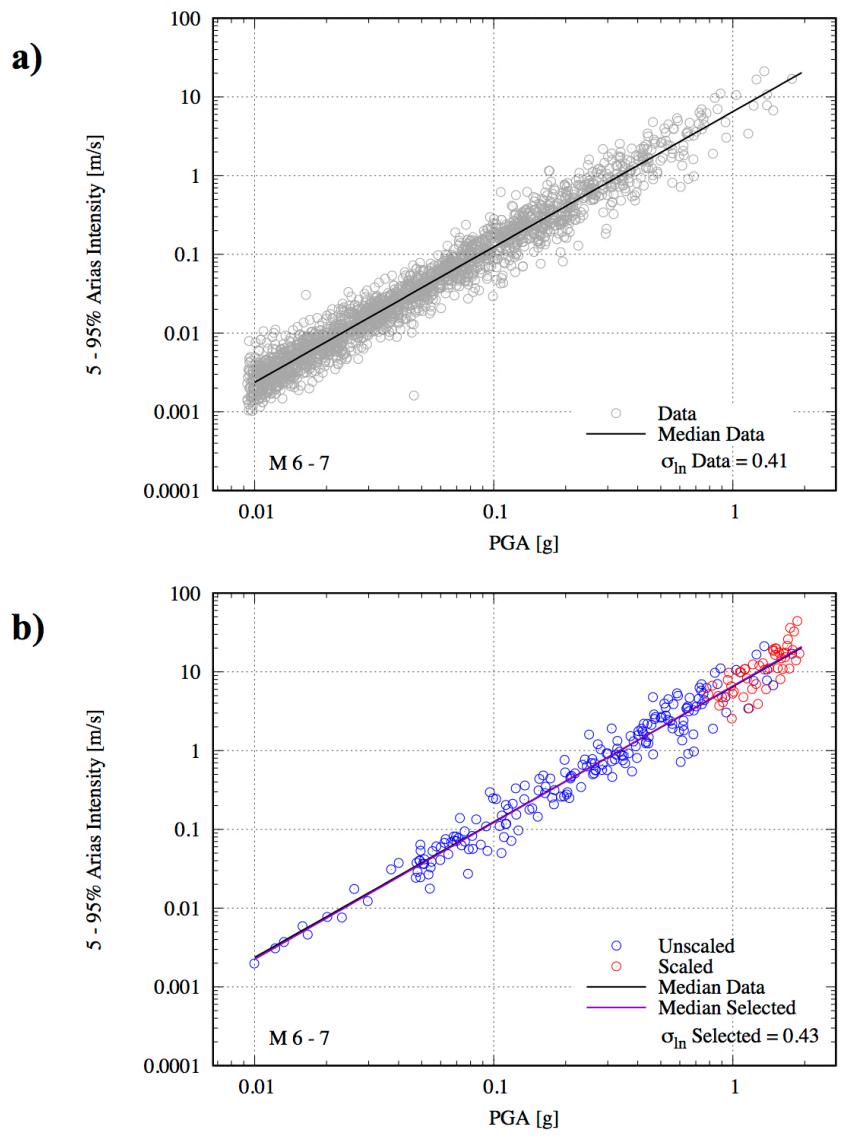 a)
100
10
1
0.1
0.01
0.001
0.0001
5 - 95% Arias Intensity [m/s]
Data
Median Data
σln Data = 0.41
M 6 - 7
0.01 0.1 1
PGA [g]
b)
100
10
1
0.1
0.01
0.001
0.0001
5 - 95% Arias Intensity [m/s]
Unscaled
Scaled
Median Data
Median Selected
σln Selected = 0.43
M 6 - 7
0.01 0.1 1
PGA [g]